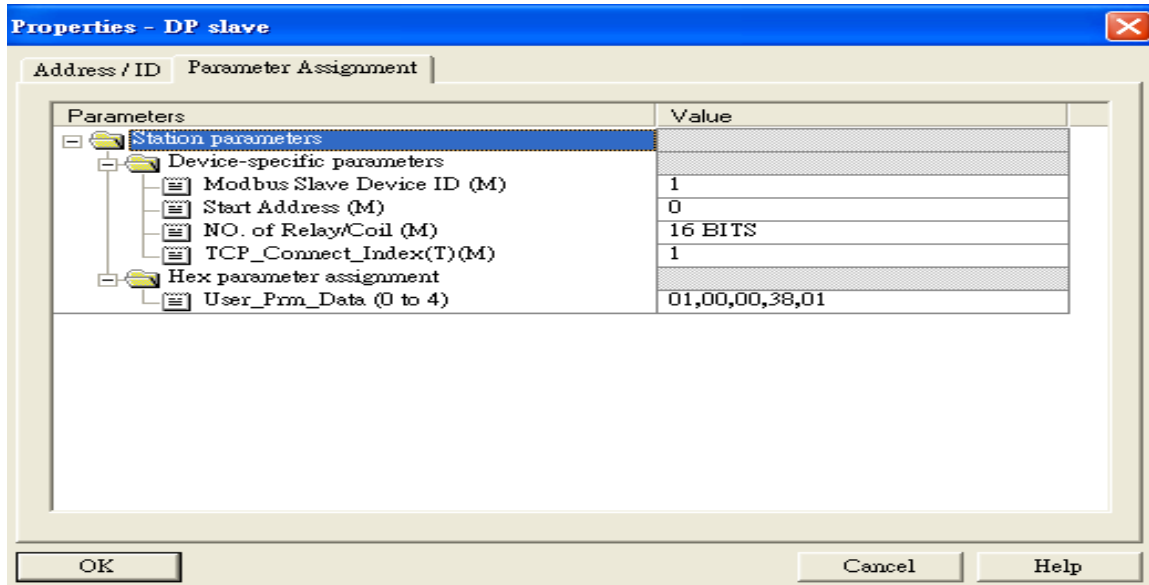 Properties - DP slave
Address / ID Parameter Assignment
Parameters Value
Station parameters
Device-specific parameters
Modbus Slave Device ID (M) 1
Start Address (M) 0
NO. of Relay/Coil (M) 16 BITS
TCP_Connect_Index(T)(M) 1
Hex parameter assignment
User_Prm_Data (0 to 4) 01,00,00,38,01
OK Cancel Help